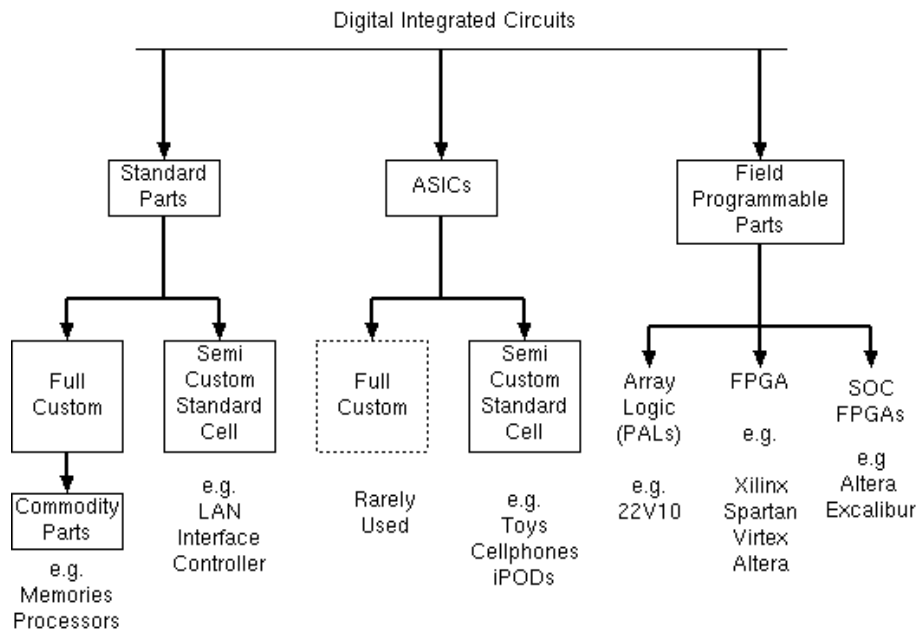 Digital Integrated Circuits
Standard
Parts
ASICs
Field
Programmable
Parts
Full
Custom
Semi
Custom
Standard
Cell
Full
Custom
Semi
Custom
Standard
Cell
Array
Logic
(PALs)
e.g.
22V10
FPGA
e.g.
Xilinx
Spartan
Virtex
Altera
SOC
FPGAs
e.g
Altera
Excalibur
Commodity
Parts
e.g.
Memories
Processors
e.g.
LAN
Interface
Controller
Rarely
Used
e.g.
Toys
Cellphones
iPODs